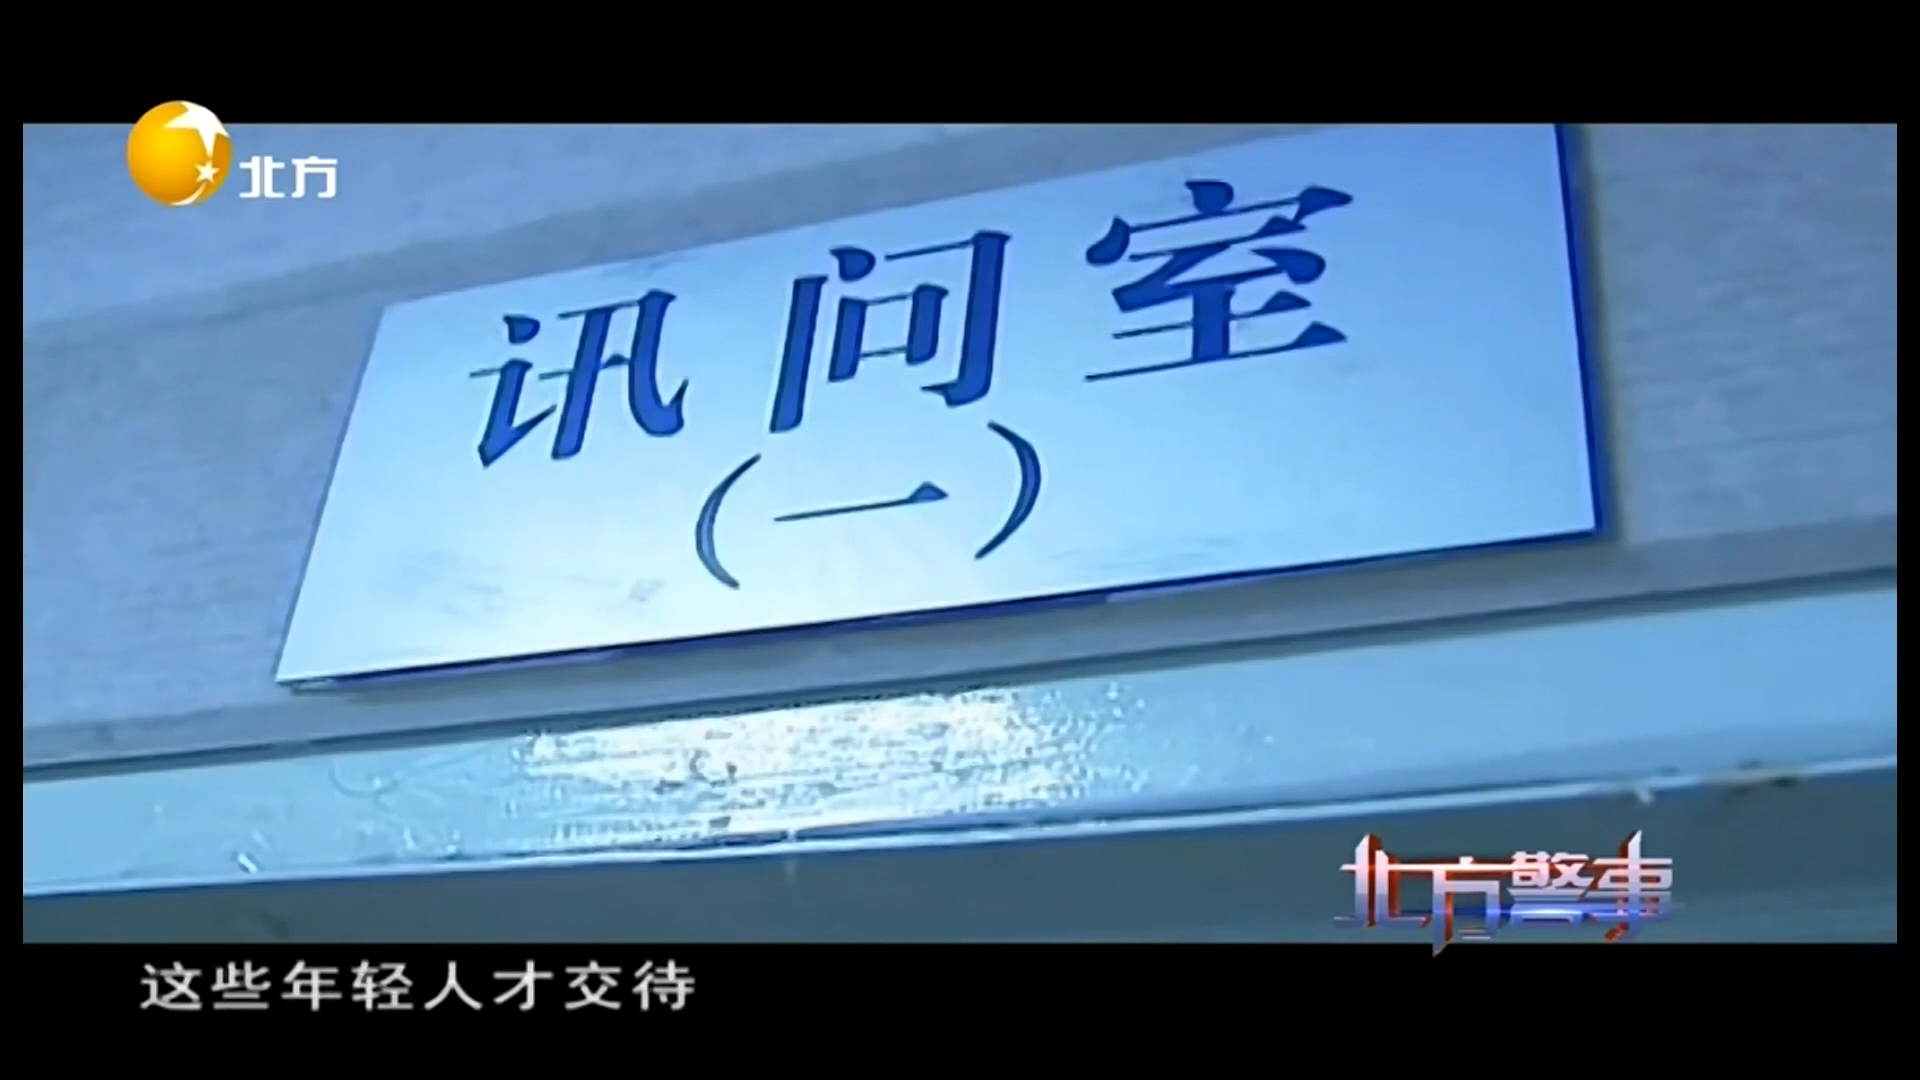 北方
讯问室
(一)
北方警事
这些年轻人才交待